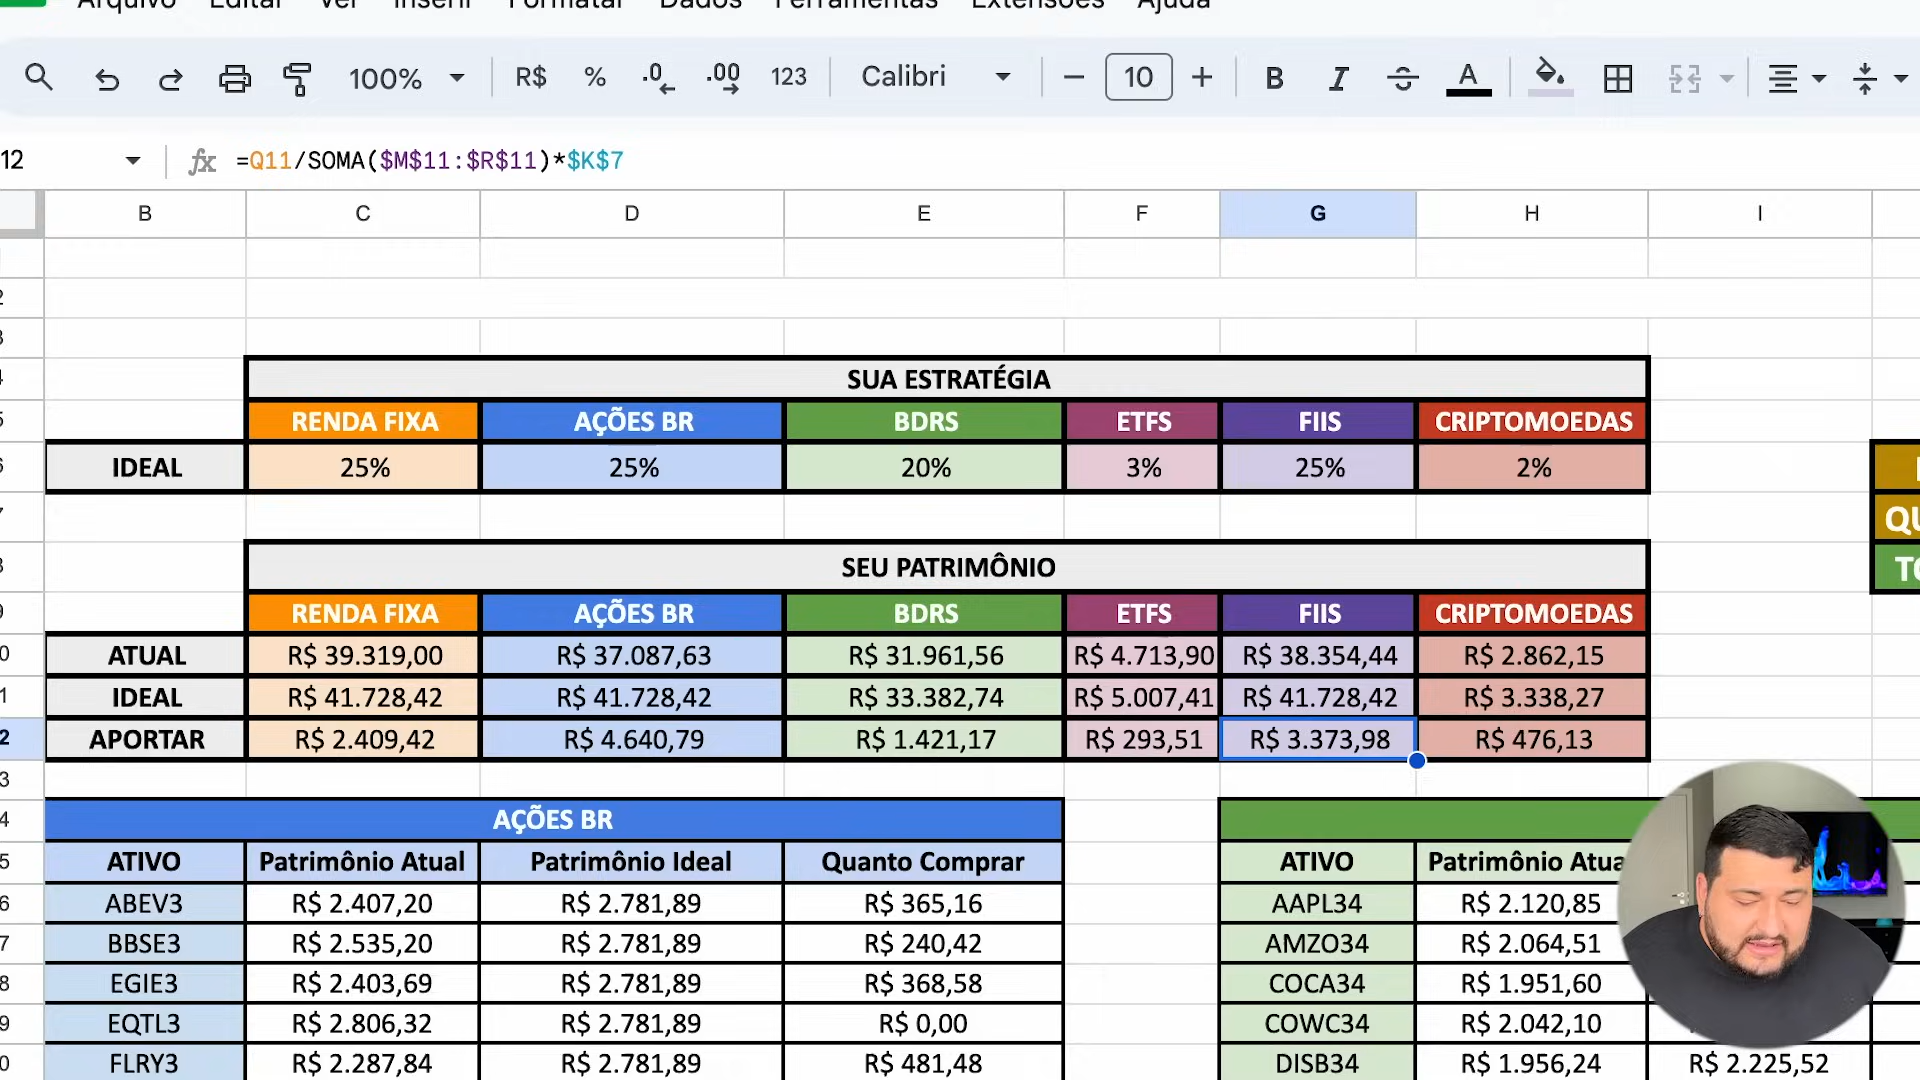 Arquivo Editar Ver Inserir Formatar Dados Ferramentas Extensões Ajuda
100% R$ % .0 .00 123 Calibri 10 B I A
12 fx =Q11/SOMA($M$11:$R$11)*$K$7
B C D E F G H I
SUA ESTRATÉGIA
RENDA FIXA AÇÕES BR BDRS ETFS FIIS CRIPTOMOEDAS
IDEAL 25% 25% 20% 3% 25% 2%
QU
SEU PATRIMÔNIO
TO
RENDA FIXA AÇÕES BR BDRS ETFS FIIS CRIPTOMOEDAS
ATUAL R$ 39.319,00 R$ 37.087,63 R$ 31.961,56 R$ 4.713,90 R$ 38.354,44 R$ 2.862,15
IDEAL R$ 41.728,42 R$ 41.728,42 R$ 33.382,74 R$ 5.007,41 R$ 41.728,42 R$ 3.338,27
APORTAR R$ 2.409,42 R$ 4.640,79 R$ 1.421,17 R$ 293,51 R$ 3.373,98 R$ 476,13
AÇÕES BR
ATIVO Patrimônio Atual Patrimônio Ideal Quanto Comprar ATIVO Patrimônio Atua
ABEV3 R$ 2.407,20 R$ 2.781,89 R$ 365,16 AAPL34 R$ 2.120,85
BBSE3 R$ 2.535,20 R$ 2.781,89 R$ 240,42 AMZO34 R$ 2.064,51
EGIE3 R$ 2.403,69 R$ 2.781,89 R$ 368,58 COCA34 R$ 1.951,60
EQTL3 R$ 2.806,32 R$ 2.781,89 R$ 0,00 COWC34 R$ 2.042,10
FLRY3 R$ 2.287,84 R$ 2.781,89 R$ 481,48 DISB34 R$ 1.956,24 R$ 2.225,52